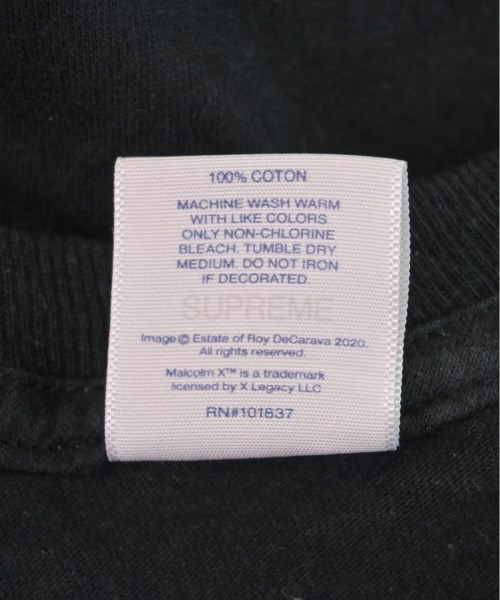 100% COTON
MACHINE WASH WARM
WITH LIKE COLORS
ONLY NON-CHLORINE
BLEACH. TUMBLE DRY
MEDIUM. DO NOT IRON
IF DECORATED.
SUPREME
Image © Estate of Roy DeCarava 2020.
All rights reserved.
Malcolm X™ is a trademark
licensed by X Legacy LLC
RN#101837